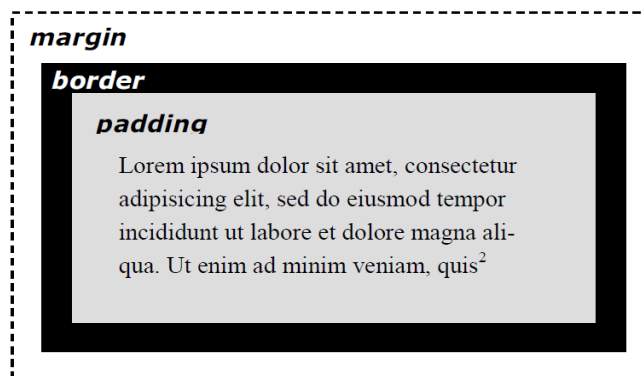 margin
border
padding
Lorem ipsum dolor sit amet, consectetur
adipisicing elit, sed do eiusmod tempor
incididunt ut labore et dolore magna ali-
qua. Ut enim ad minim veniam, quis²